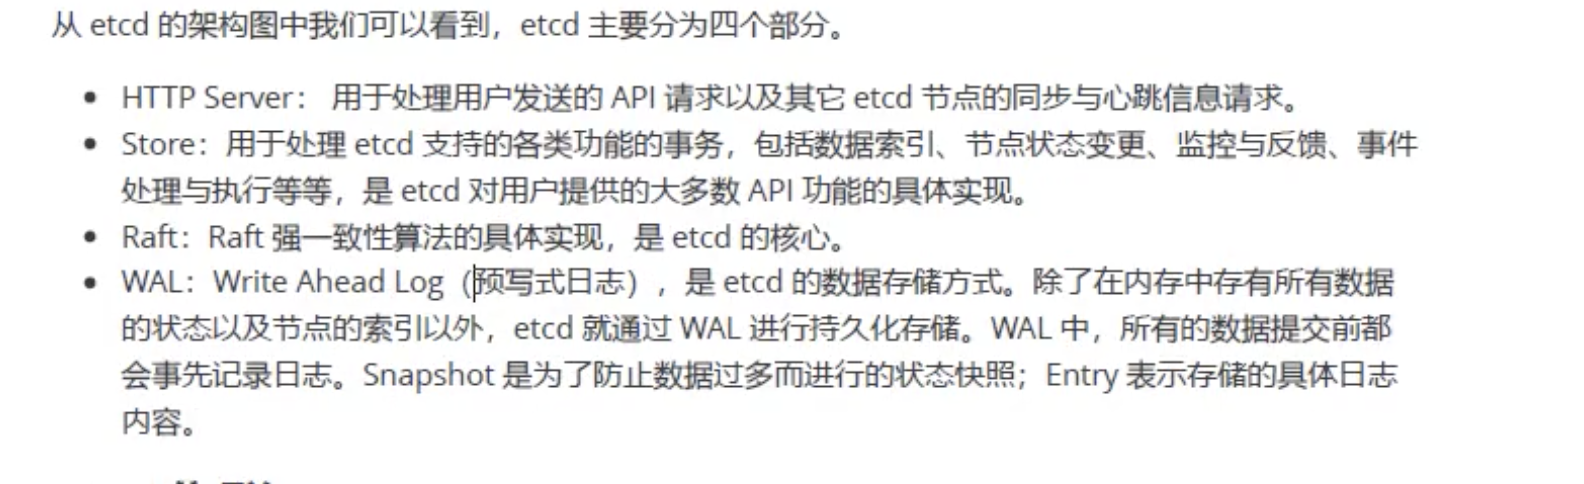 从 etcd 的架构图中我们可以看到，etcd 主要分为四个部分。
• HTTP Server： 用于处理用户发送的 API 请求以及其它 etcd 节点的同步与心跳信息请求。
• Store：用于处理 etcd 支持的各类功能的事务，包括数据索引、节点状态变更、监控与反馈、事件
处理与执行等等，是 etcd 对用户提供的大多数 API 功能的具体实现。
• Raft：Raft 强一致性算法的具体实现，是 etcd 的核心。
• WAL：Write Ahead Log（预写式日志），是 etcd 的数据存储方式。除了在内存中存有所有数据
的状态以及节点的索引以外，etcd 就通过 WAL 进行持久化存储。WAL 中，所有的数据提交前都
会事先记录日志。Snapshot 是为了防止数据过多而进行的状态快照；Entry 表示存储的具体日志
内容。